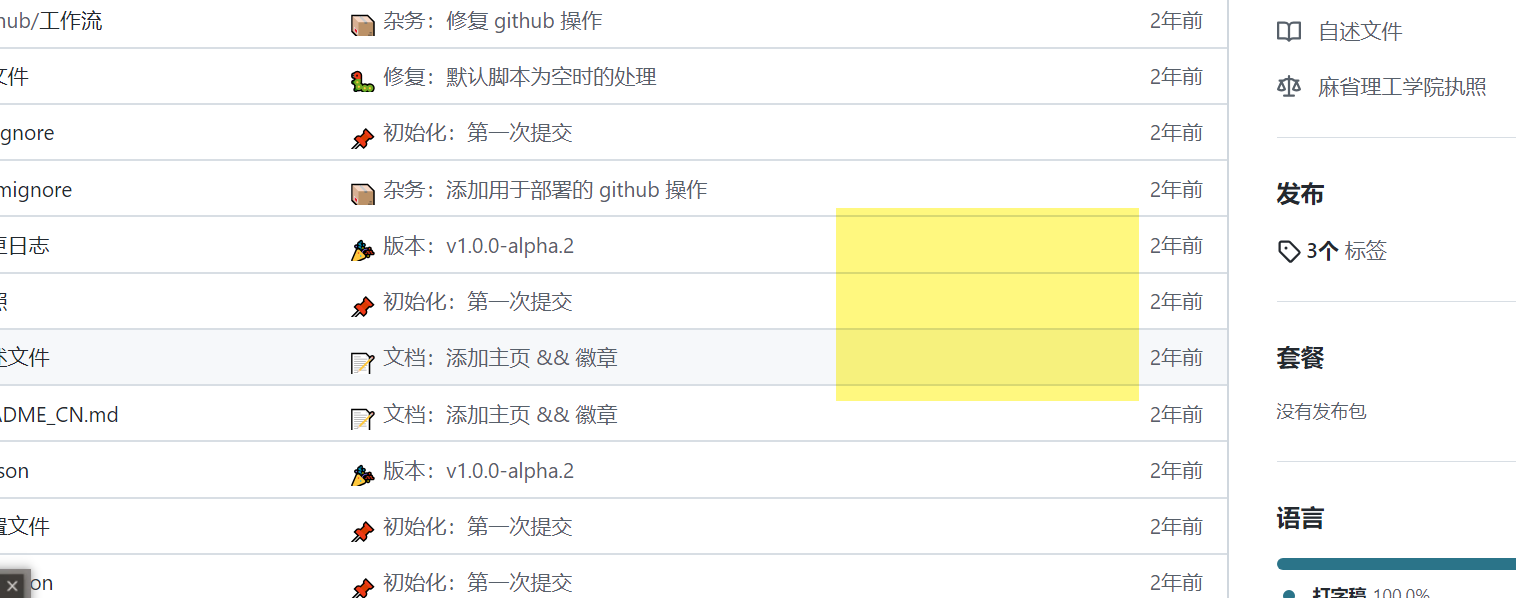 hub/工作流 杂务：修复 github 操作 2年前
文件 修复：默认脚本为空时的处理 2年前
gnore 初始化：第一次提交 2年前
mignore 杂务：添加用于部署的 github 操作 2年前
更日志 版本：v1.0.0-alpha.2 2年前
照 初始化：第一次提交 2年前
述文件 文档：添加主页 && 徽章 2年前
ADME_CN.md 文档：添加主页 && 徽章 2年前
son 版本：v1.0.0-alpha.2 2年前
置文件 初始化：第一次提交 2年前
on 初始化：第一次提交 2年前
自述文件
麻省理工学院执照
发布
3个 标签
套餐
没有发布包
语言
打字稿 100.0%